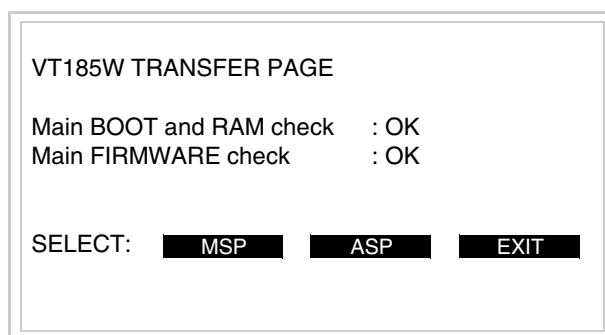 VT185W TRANSFER PAGE
Main BOOT and RAM check : OK
Main FIRMWARE check : OK
SELECT: MSP ASP EXIT